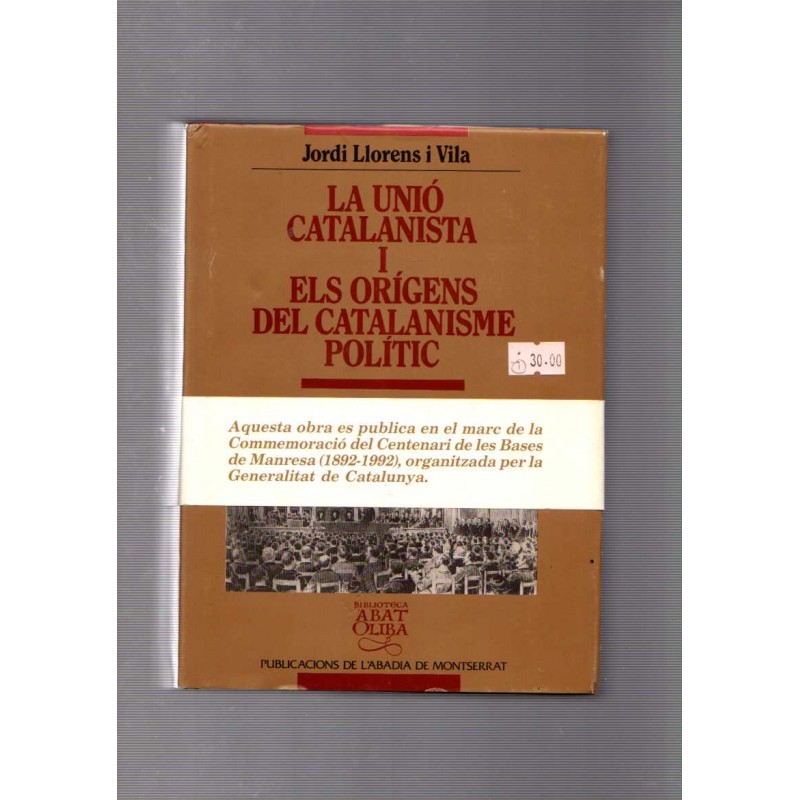 Jordi Llorens i Vila
LA UNIÓ
CATALANISTA
I
ELS ORÍGENS
DEL CATALANISME
POLÍTIC
30.00
Aquesta obra es publica en el marc de la
Commemoració del Centenari de les Bases
de Manresa (1892-1992), organitzada per la
Generalitat de Catalunya.
BIBLIOTECA
ABAT
OLIBA
PUBLICACIONS DE L'ABADIA DE MONTSERRAT